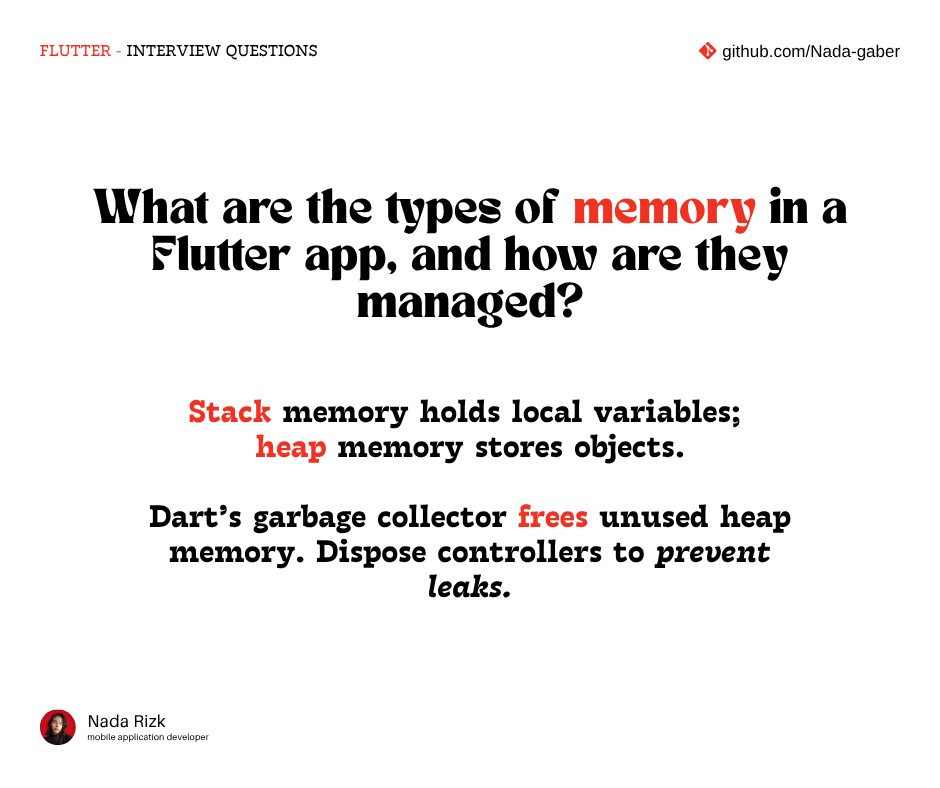 FLUTTER - INTERVIEW QUESTIONS
github.com/Nada-gaber
What are the types of memory in a
Flutter app, and how are they
managed?
Stack memory holds local variables;
heap memory stores objects.
Dart’s garbage collector frees unused heap
memory. Dispose controllers to prevent
leaks.
Nada Rizk
mobile application developer